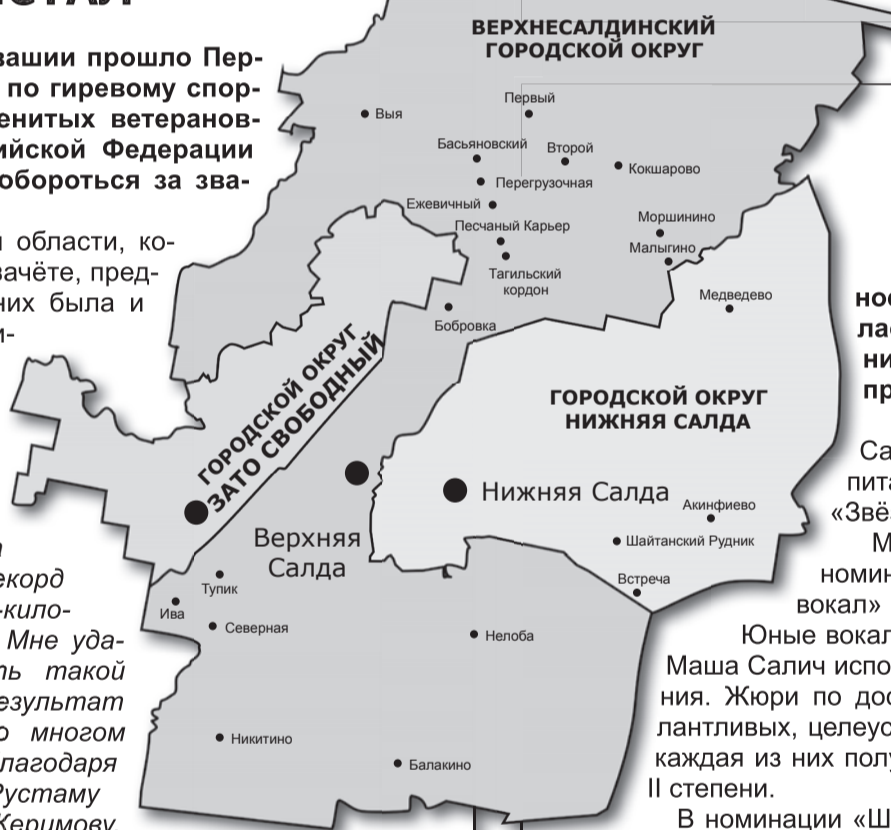 вашии прошло Пер-
по гиревому спор-
енитых ветеранов-
ийской Федерации
обороться за зва-
области, ко-
зачёте, пред-
них была и
ВЕРХНЕСАЛДИНСКИЙ
ГОРОДСКОЙ ОКРУГ
Выя
Первый
Басьяновский
Второй
Кокшарово
Перегрузочная
Ежевичный
Песчаный Карьер
Моршинино
Малыгино
Тагильский
кордон
Медведево
Бобровка
ГОРОДСКОЙ ОКРУГ
ЗАТО СВОБОДНЫЙ
ГОРОДСКОЙ ОКРУГ
НИЖНЯЯ САЛДА
Нижняя Салда
Акинфиево
Шайтанский Рудник
Верхняя
Салда
Встреча
Тупик
Ива
Северная
Нелоба
Никитино
Балакино
екорд
-кило-
Мне уда-
ть такой
езультат
о многом
лагодаря
Рустаму
Керимову.
нос
лас
ни
пр
Са
пита
«Звё
М
номин
вокал»
Юные вокал
Маша Салич испо
ния. Жюри по дос
лантливых, целеус
каждая из них полу
II степени.
В номинации «Ш